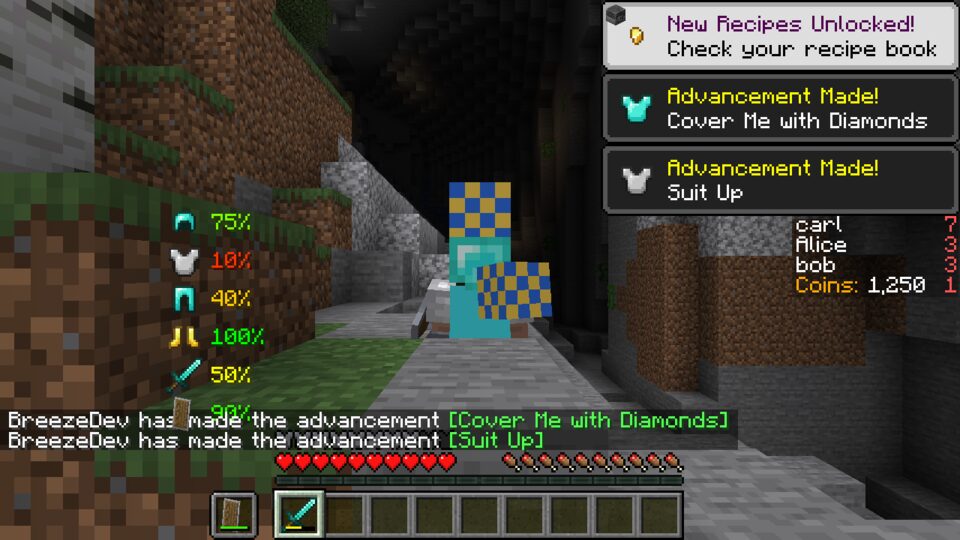 New Recipes Unlocked!
Check your recipe book
Advancement Made!
Cover Me with Diamonds
Advancement Made!
Suit Up
carl 7
Alice 3
bob 3
Coins: 1,250 1
75%
10%
40%
100%
50%
90%
BreezeDev has made the advancement [Cover Me with Diamonds]
BreezeDev has made the advancement [Suit Up]